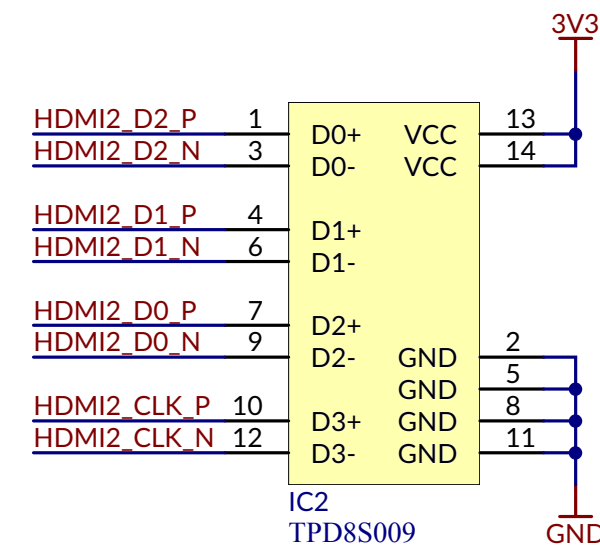 3V3
HDMI2_D2_P 1 D0+ VCC 13
HDMI2_D2_N 3 D0- VCC 14
HDMI2_D1_P 4 D1+
HDMI2_D1_N 6 D1-
HDMI2_D0_P 7 D2+
HDMI2_D0_N 9 D2- GND 2
GND 5
HDMI2_CLK_P 10 D3+ GND 8
HDMI2_CLK_N 12 D3- GND 11
IC2
TPD8S009
GND